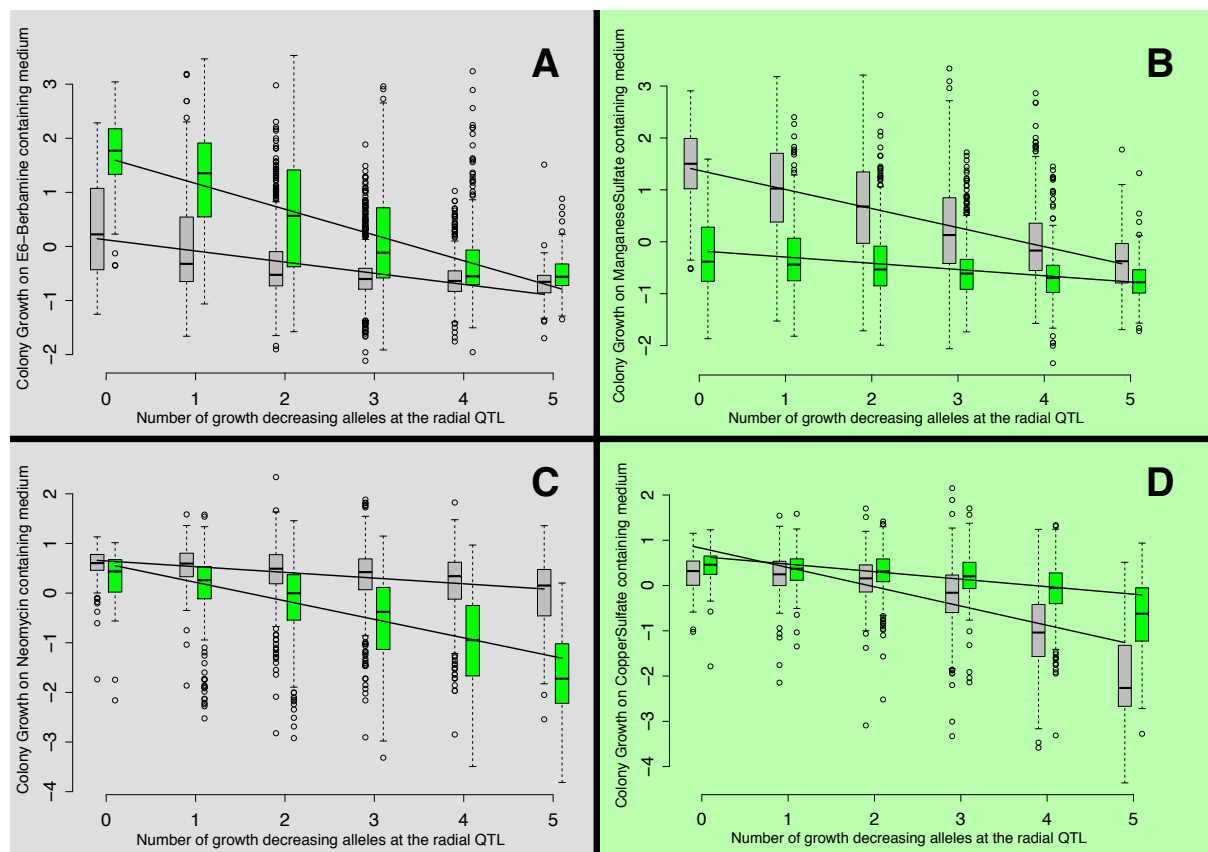 A
Colony Growth on E6−Berbamine containing medium
3
2
1
0
−1
−2
0 1 2 3 4 5
Number of growth decreasing alleles at the radial QTL
B
Colony Growth on ManganeseSulfate containing medium
3
2
1
0
−1
−2
0 1 2 3 4 5
Number of growth decreasing alleles at the radial QTL
C
Colony Growth on Neomycin containing medium
2
1
0
−1
−2
−3
−4
0 1 2 3 4 5
Number of growth decreasing alleles at the radial QTL
D
Colony Growth on CopperSulfate containing medium
2
1
0
−1
−2
−3
−4
0 1 2 3 4 5
Number of growth decreasing alleles at the radial QTL